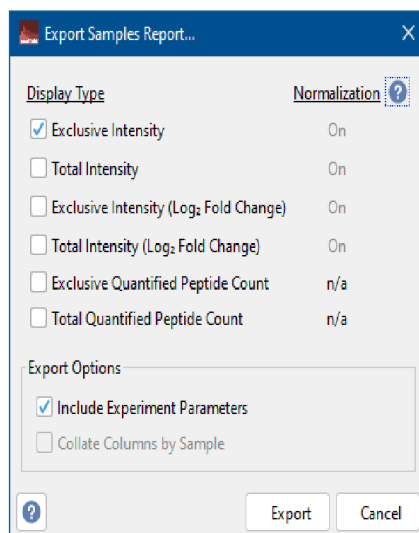 Export Samples Report...
Display Type Normalization ?
Exclusive Intensity On
Total Intensity On
Exclusive Intensity (Log₂ Fold Change) On
Total Intensity (Log₂ Fold Change) On
Exclusive Quantified Peptide Count n/a
Total Quantified Peptide Count n/a
Export Options
Include Experiment Parameters
Collate Columns by Sample
? Export Cancel